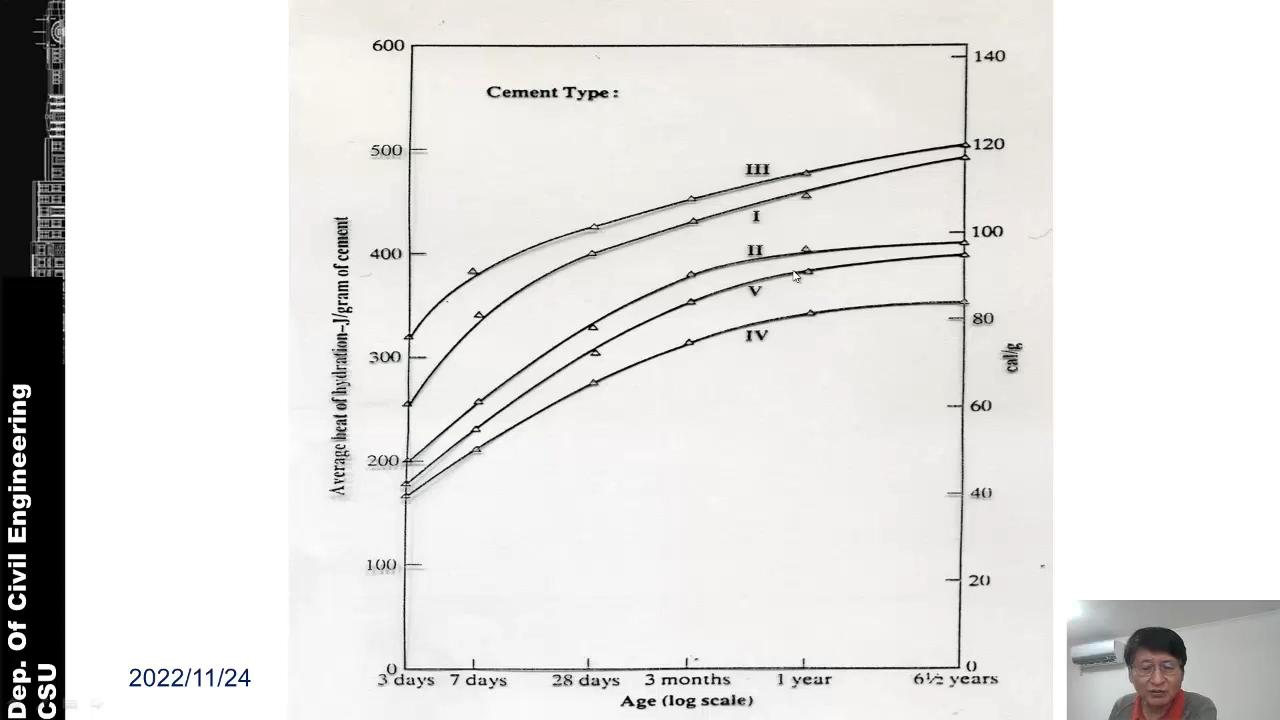 Dep. Of Civil Engineering
CSU
600
500
400
300
200
100
0
Average heat of hydration–J/gram of cement
Cement Type :
III
I
II
V
IV
140
120
100
80
60
40
20
0
cal/g
3 days 7 days 28 days 3 months 1 year 6½ years
Age (log scale)
2022/11/24